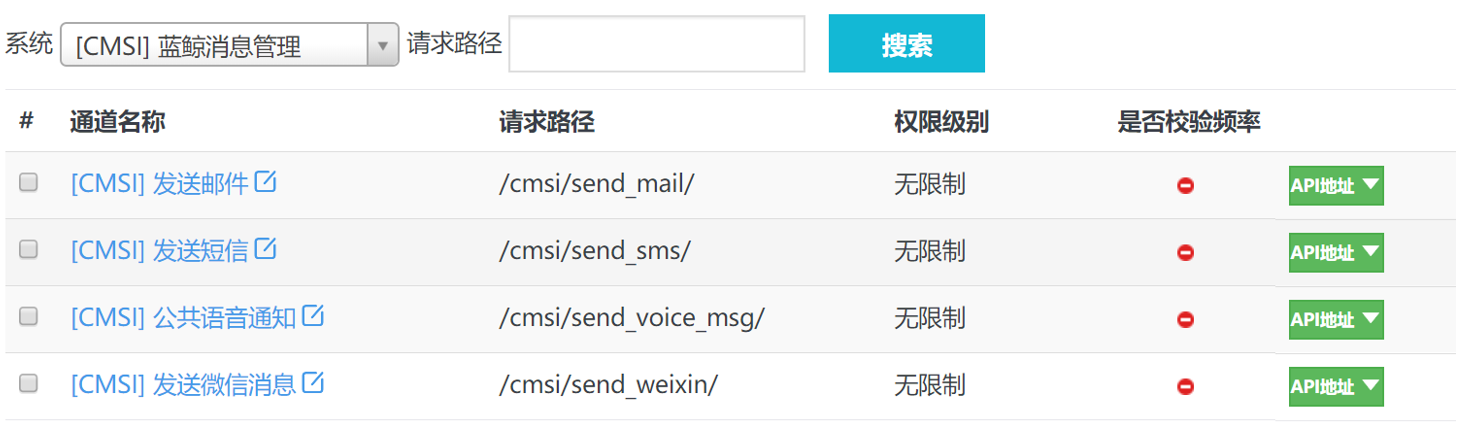 系统 [CMSI] 蓝鲸消息管理 请求路径 搜索
# 通道名称 请求路径 权限级别 是否校验频率
[CMSI] 发送邮件 /cmsi/send_mail/ 无限制 API地址
[CMSI] 发送短信 /cmsi/send_sms/ 无限制 API地址
[CMSI] 公共语音通知 /cmsi/send_voice_msg/ 无限制 API地址
[CMSI] 发送微信消息 /cmsi/send_weixin/ 无限制 API地址